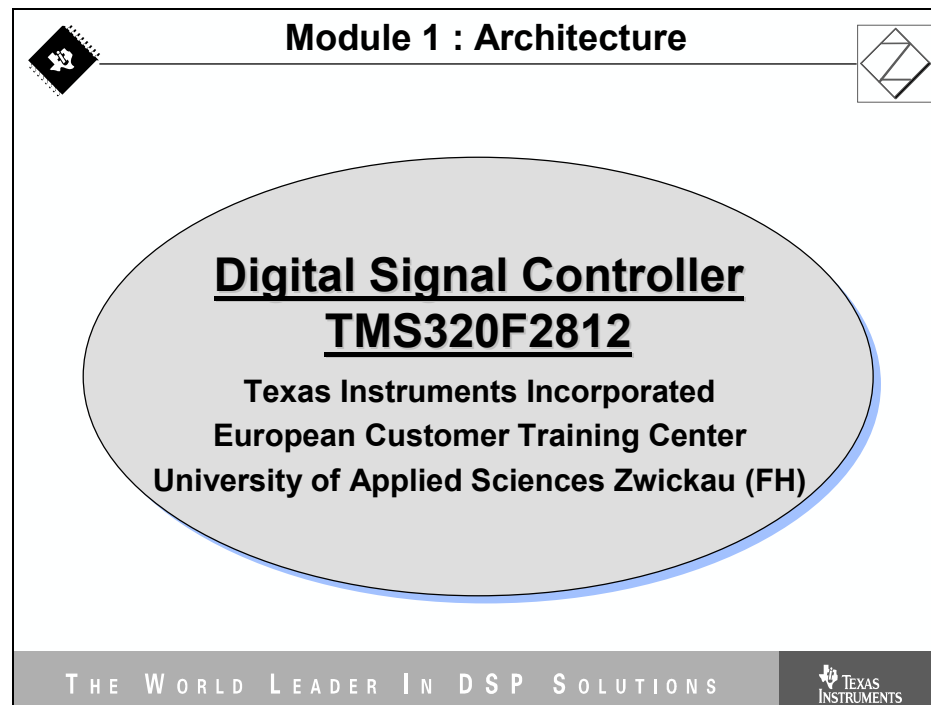 Module 1 : Architecture
Digital Signal Controller
TMS320F2812
Texas Instruments Incorporated
European Customer Training Center
University of Applied Sciences Zwickau (FH)
THE WORLD LEADER IN DSP SOLUTIONS
TEXAS
INSTRUMENTS